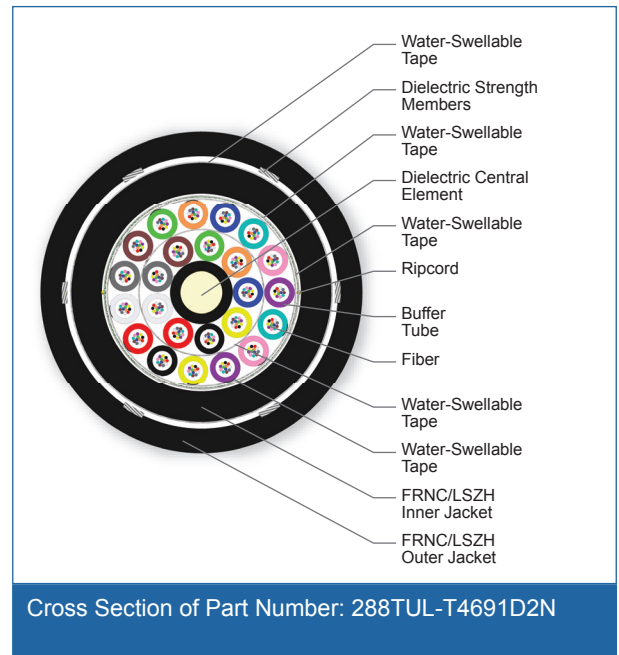 Water-Swellable
Tape
Dielectric Strength
Members
Water-Swellable
Tape
Dielectric Central
Element
Water-Swellable
Tape
Ripcord
Buffer
Tube
Fiber
Water-Swellable
Tape
Water-Swellable
Tape
FRNC/LSZH
Inner Jacket
FRNC/LSZH
Outer Jacket
Cross Section of Part Number: 288TUL-T4691D2N